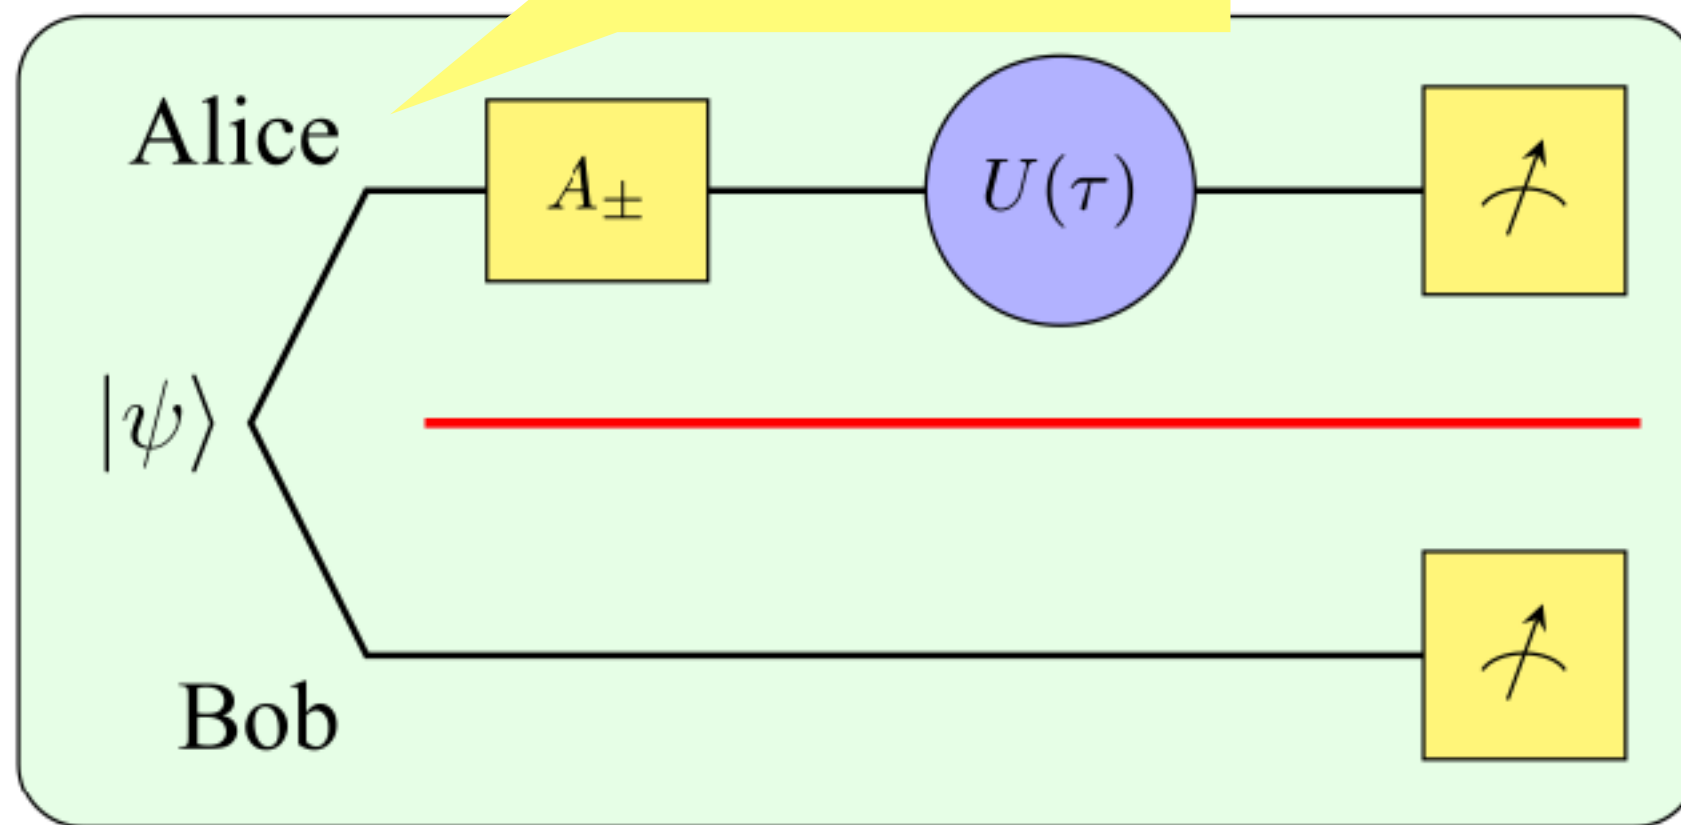 Alice
A±
U(τ)
|ψ⟩
Bob